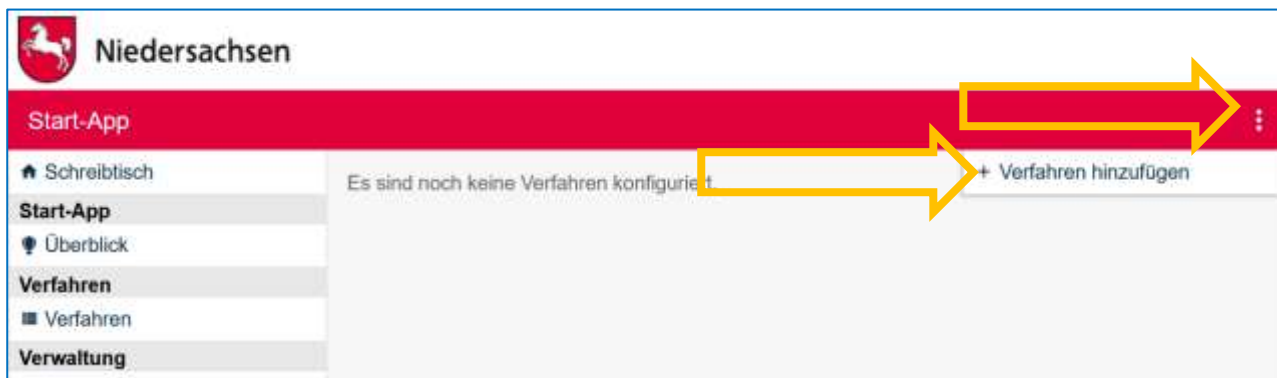 Niedersachsen
Start-App
Schreibtisch
Es sind noch keine Verfahren konfiguriert.
+ Verfahren hinzufügen
Start-App
Überblick
Verfahren
Verfahren
Verwaltung